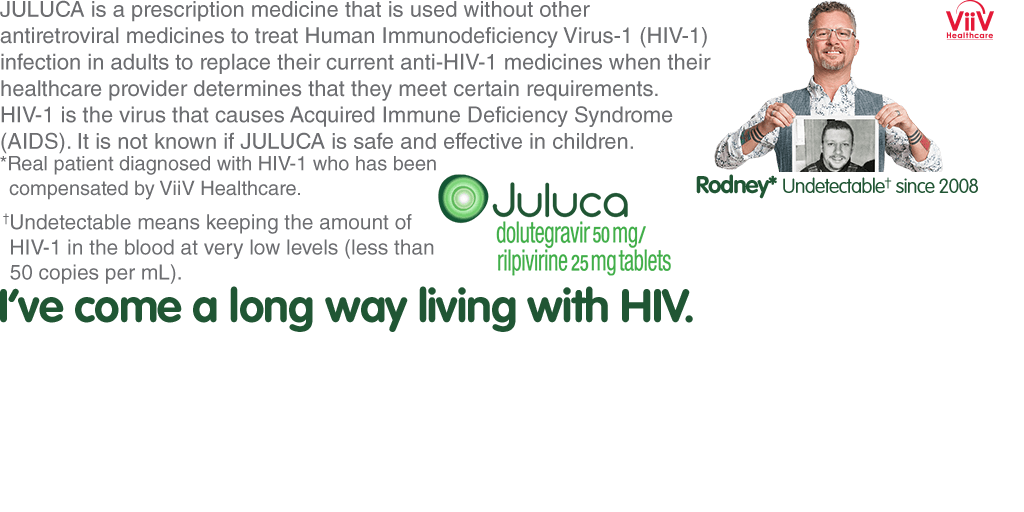 JULUCA is a prescription medicine that is used without other
antiretroviral medicines to treat Human Immunodeficiency Virus-1 (HIV-1)
infection in adults to replace their current anti-HIV-1 medicines when their
healthcare provider determines that they meet certain requirements.
HIV-1 is the virus that causes Acquired Immune Deficiency Syndrome
(AIDS). It is not known if JULUCA is safe and effective in children.
*Real patient diagnosed with HIV-1 who has been
compensated by ViiV Healthcare.
†Undetectable means keeping the amount of
HIV-1 in the blood at very low levels (less than
50 copies per mL).
ViiV
Healthcare
Rodney* Undetectable† since 2008
Juluca
dolutegravir 50 mg/
rilpivirine 25 mg tablets
I've come a long way living with HIV.